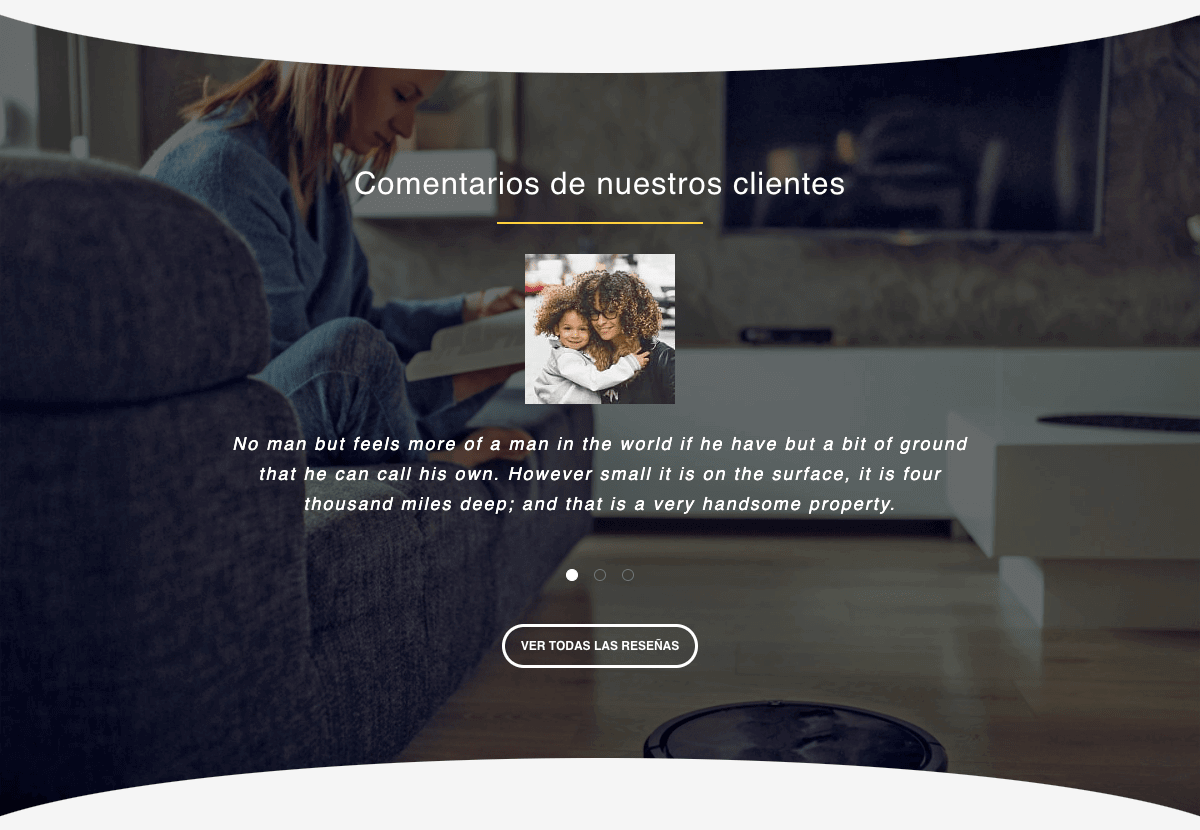 Comentarios de nuestros clientes
No man but feels more of a man in the world if he have but a bit of ground
that he can call his own. However small it is on the surface, it is four
thousand miles deep; and that is a very handsome property.
VER TODAS LAS RESEÑAS